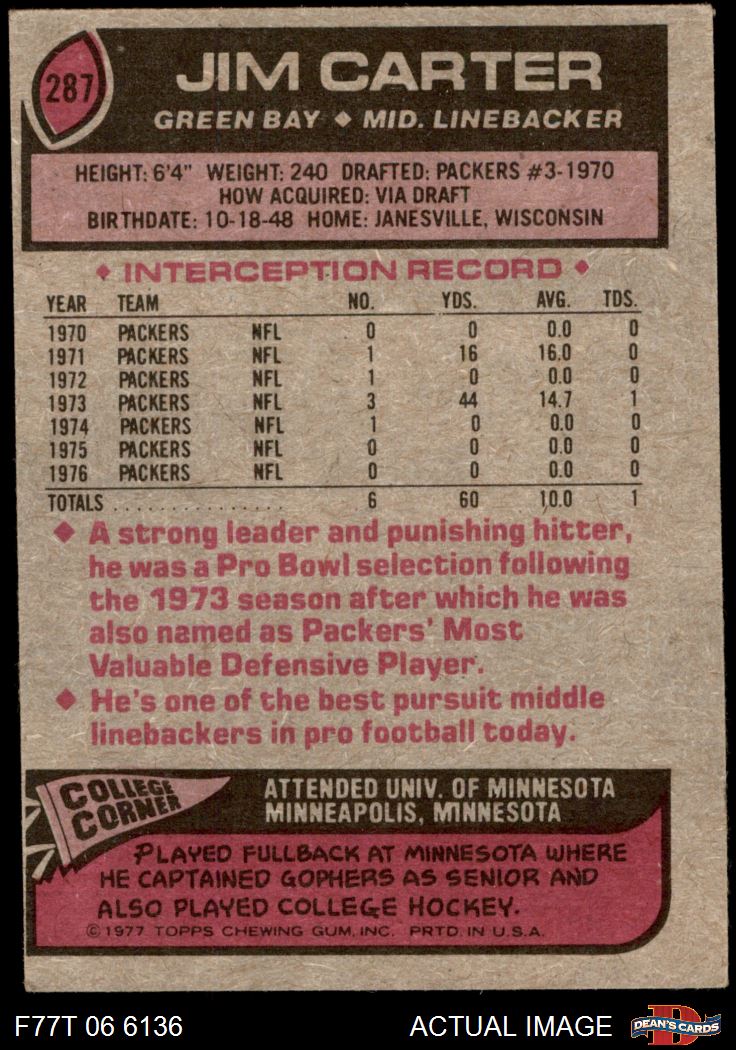 287
JIM CARTER
GREEN BAY ♦ MID. LINEBACKER
HEIGHT: 6'4" WEIGHT: 240 DRAFTED: PACKERS #3-1970
HOW ACQUIRED: VIA DRAFT
BIRTHDATE: 10-18-48 HOME: JANESVILLE, WISCONSIN
♦ INTERCEPTION RECORD ♦
YEAR TEAM NO. YDS. AVG. TDS.
1970 PACKERS NFL 0 0 0.0 0
1971 PACKERS NFL 1 16 16.0 0
1972 PACKERS NFL 1 0 0.0 0
1973 PACKERS NFL 3 44 14.7 1
1974 PACKERS NFL 1 0 0.0 0
1975 PACKERS NFL 0 0 0.0 0
1976 PACKERS NFL 0 0 0.0 0
TOTALS . . . . . . . . . . . . . . . . . 6 60 10.0 1
♦ A strong leader and punishing hitter,
he was a Pro Bowl selection following
the 1973 season after which he was
also named as Packers' Most
Valuable Defensive Player.
♦ He's one of the best pursuit middle
linebackers in pro football today.
COLLEGE
CORNER
ATTENDED UNIV. OF MINNESOTA
MINNEAPOLIS, MINNESOTA
PLAYED FULLBACK AT MINNESOTA WHERE
HE CAPTAINED GOPHERS AS SENIOR AND
ALSO PLAYED COLLEGE HOCKEY.
© 1977 TOPPS CHEWING GUM, INC. PRTD. IN U.S.A.
F77T 06 6136
ACTUAL IMAGE
D
DEAN'S CARDS